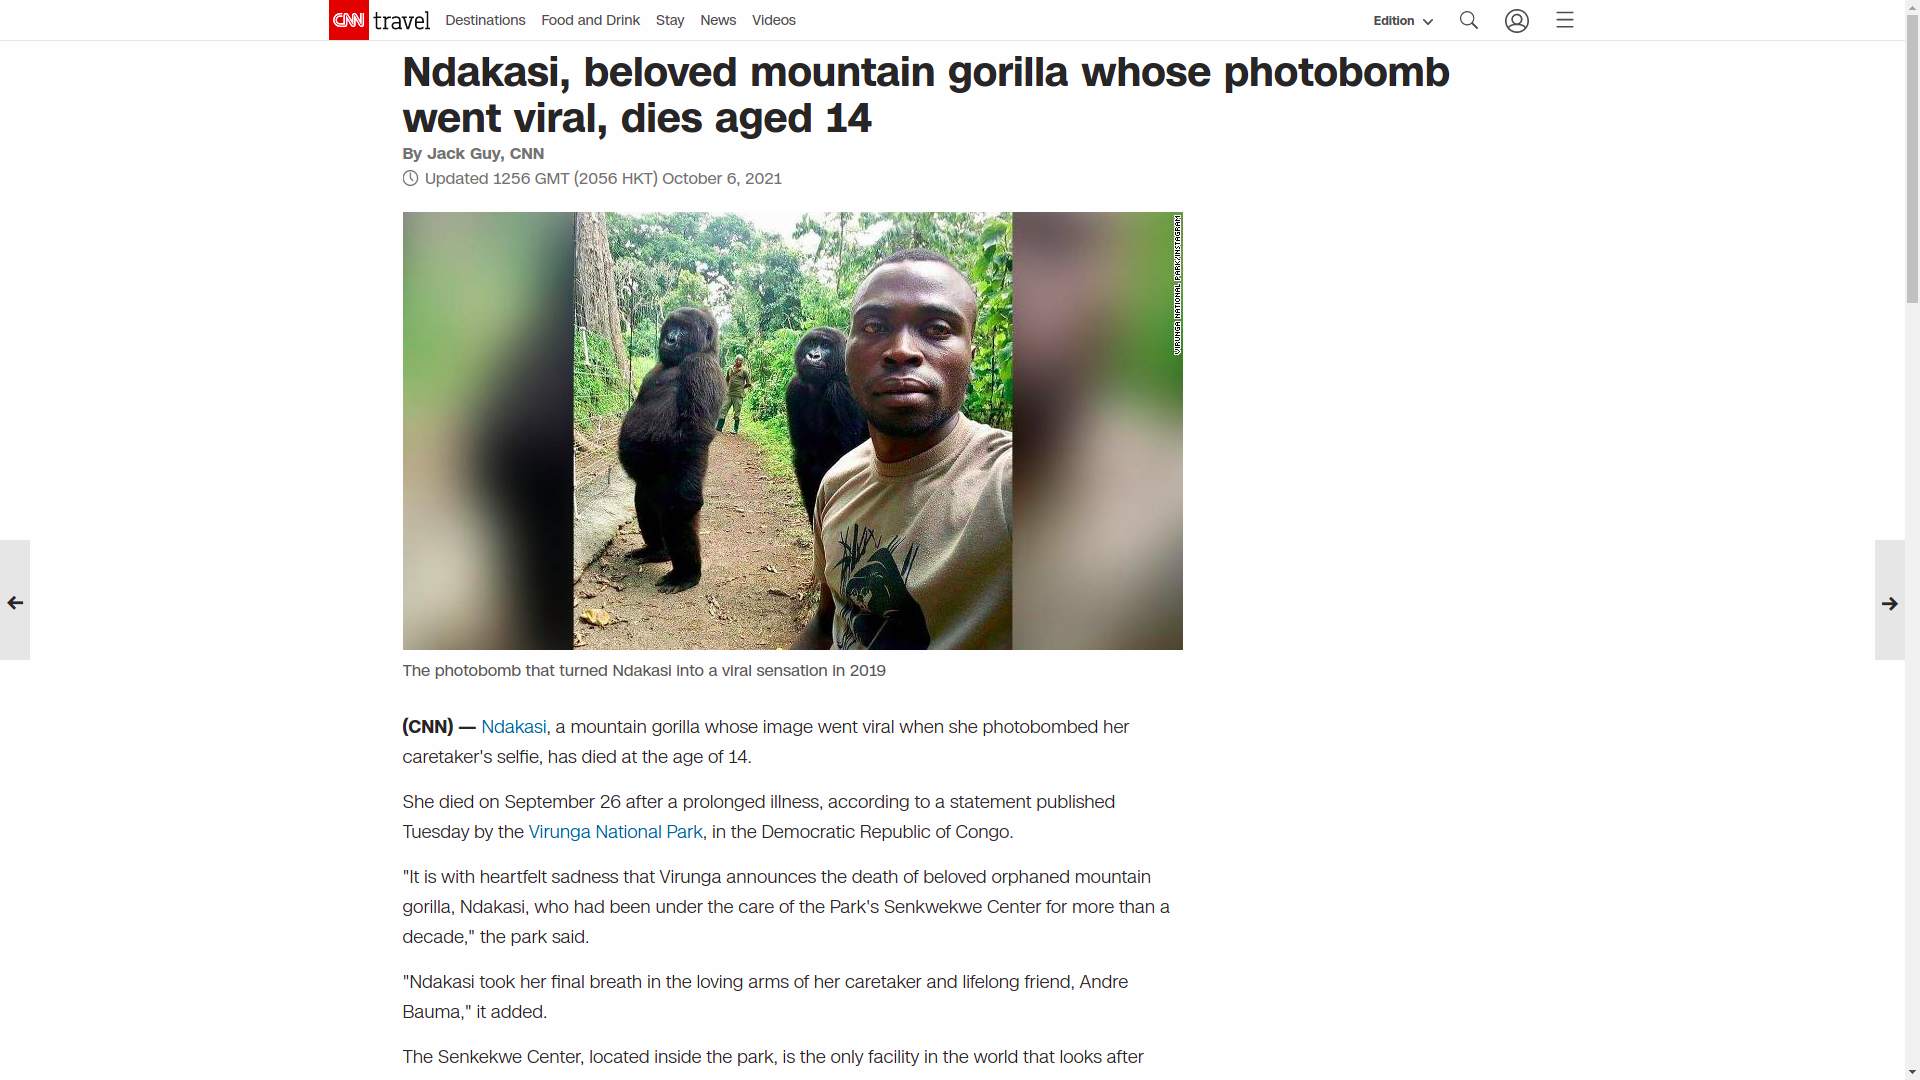 CNN travel Destinations Food and Drink Stay News Videos Edition
Ndakasi, beloved mountain gorilla whose photobomb
went viral, dies aged 14
By Jack Guy, CNN
Updated 1256 GMT (2056 HKT) October 6, 2021
VIRUNGA NATIONAL PARK/INSTAGRAM
The photobomb that turned Ndakasi into a viral sensation in 2019
(CNN) — Ndakasi, a mountain gorilla whose image went viral when she photobombed her
caretaker's selfie, has died at the age of 14.
She died on September 26 after a prolonged illness, according to a statement published
Tuesday by the Virunga National Park, in the Democratic Republic of Congo.
"It is with heartfelt sadness that Virunga announces the death of beloved orphaned mountain
gorilla, Ndakasi, who had been under the care of the Park's Senkwekwe Center for more than a
decade," the park said.
"Ndakasi took her final breath in the loving arms of her caretaker and lifelong friend, Andre
Bauma," it added.
The Senkekwe Center, located inside the park, is the only facility in the world that looks after